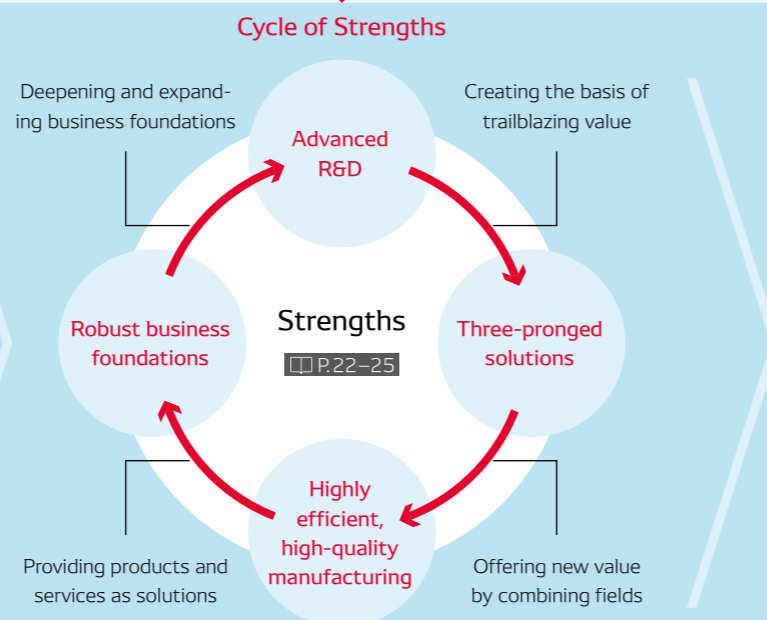 Cycle of Strengths
Deepening and expand-
ing business foundations
Creating the basis of
trailblazing value
Advanced
R&D
Robust business
foundations
Strengths
P.22–25
Three-pronged
solutions
Highly
efficient,
high-quality
manufacturing
Providing products and
services as solutions
Offering new value
by combining fields